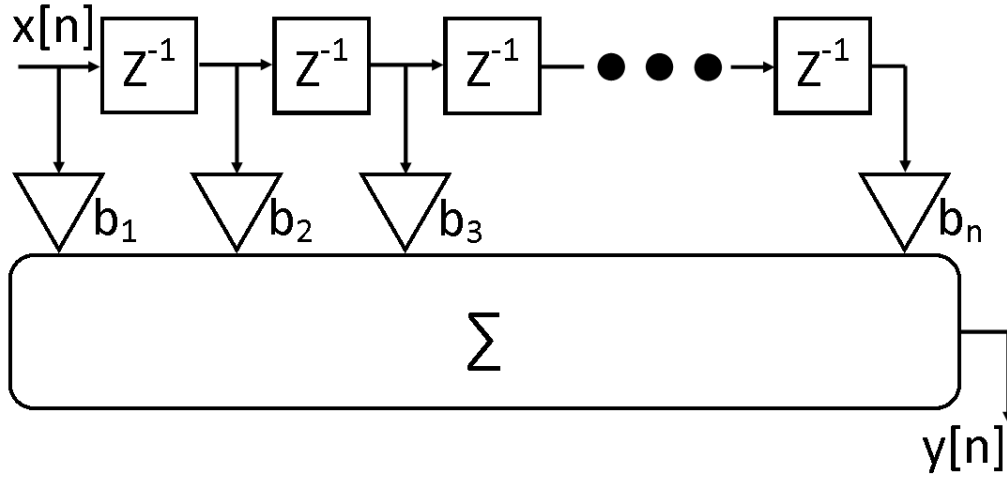 x[n]
Z⁻¹ Z⁻¹ Z⁻¹ Z⁻¹
b₁ b₂ b₃ bₙ
Σ
y[n]